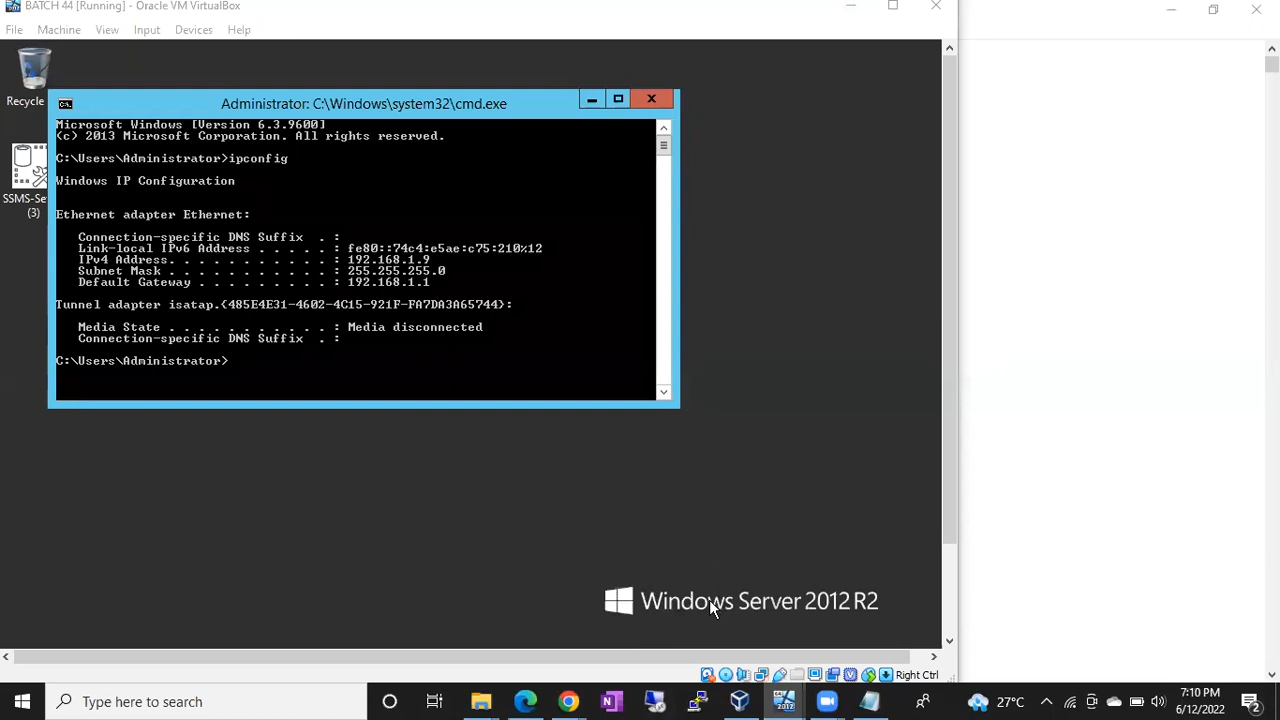 BATCH 44 [Running] - Oracle VM VirtualBox
File Machine View Input Devices Help
Recycle
SSMS-Se
(3)
Administrator: C:\Windows\system32\cmd.exe
Microsoft Windows [Version 6.3.9600]
(c) 2013 Microsoft Corporation. All rights reserved.
C:\Users\Administrator>ipconfig
Windows IP Configuration
Ethernet adapter Ethernet:
Connection-specific DNS Suffix . :
Link-local IPv6 Address . . . . . : fe80::74c4:e5ae:c75:210%12
IPv4 Address. . . . . . . . . . . : 192.168.1.9
Subnet Mask . . . . . . . . . . . : 255.255.255.0
Default Gateway . . . . . . . . . : 192.168.1.1
Tunnel adapter isatap.{485E4E31-4602-4C15-921F-FA7DA3A65744}:
Media State . . . . . . . . . . . : Media disconnected
Connection-specific DNS Suffix . :
C:\Users\Administrator>
Windows Server 2012 R2
Right Ctrl
Type here to search
27°C
7:10 PM
6/12/2022
2